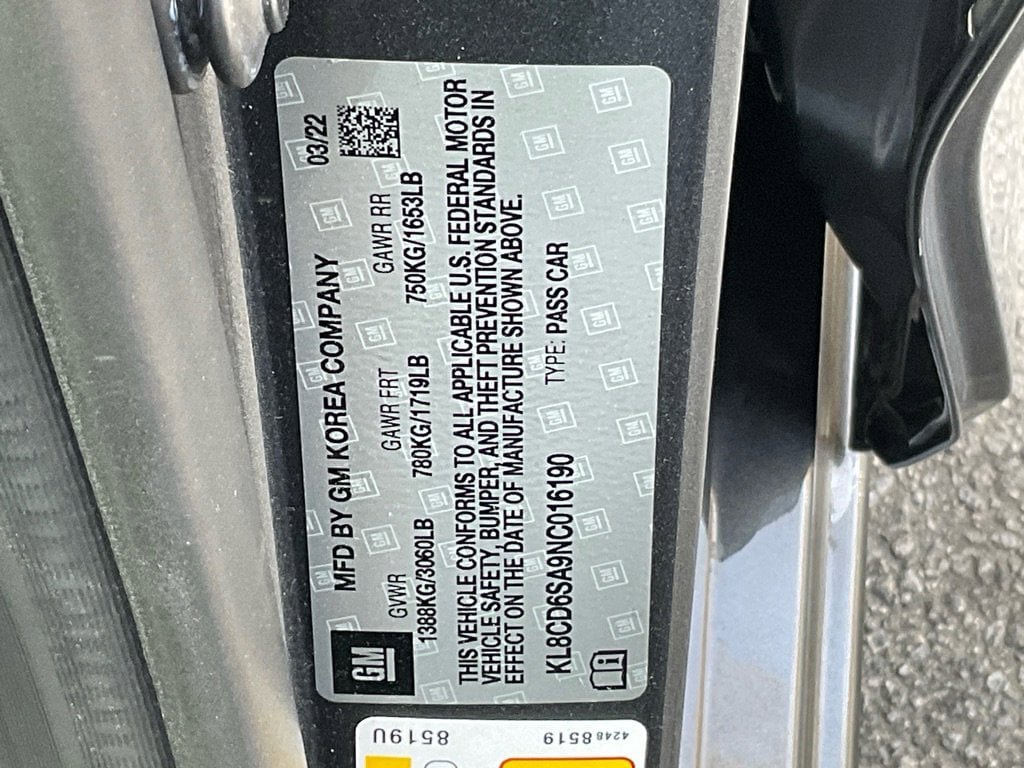 MFD BY GM KOREA COMPANY 03/22
GM
GVWR GAWR FRT GAWR RR
1388KG/3060LB 780KG/1719LB 750KG/1653LB
THIS VEHICLE CONFORMS TO ALL APPLICABLE U.S. FEDERAL MOTOR
VEHICLE SAFETY, BUMPER, AND THEFT PREVENTION STANDARDS IN
EFFECT ON THE DATE OF MANUFACTURE SHOWN ABOVE.
KL8CD6SA9NC016190 TYPE: PASS CAR
42488519
8519U